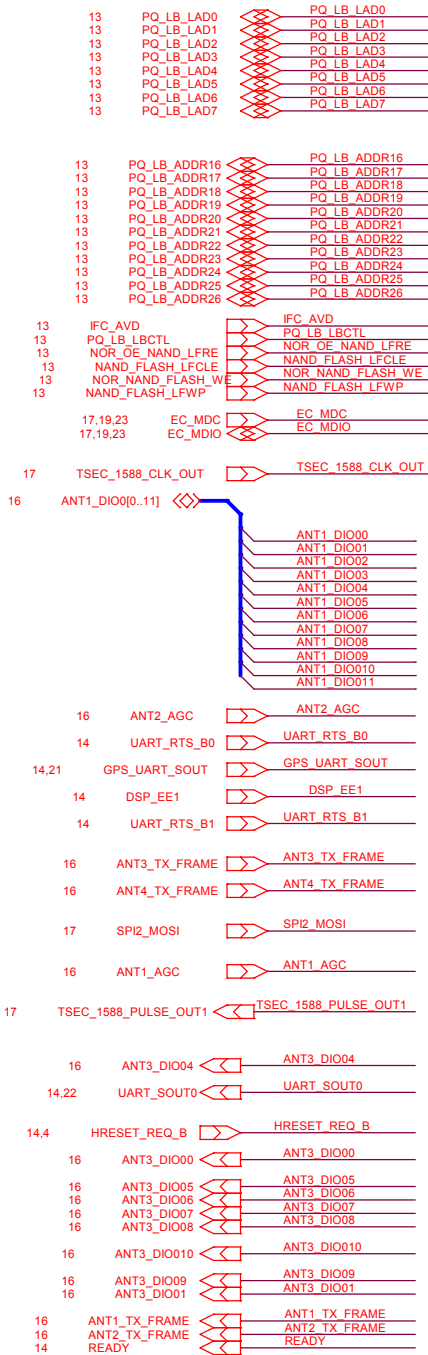 13 PQ_LB_LAD0 PQ_LB_LAD0
13 PQ_LB_LAD1 PQ_LB_LAD1
13 PQ_LB_LAD2 PQ_LB_LAD2
13 PQ_LB_LAD3 PQ_LB_LAD3
13 PQ_LB_LAD4 PQ_LB_LAD4
13 PQ_LB_LAD5 PQ_LB_LAD5
13 PQ_LB_LAD6 PQ_LB_LAD6
13 PQ_LB_LAD7 PQ_LB_LAD7
13 PQ_LB_ADDR16 PQ_LB_ADDR16
13 PQ_LB_ADDR17 PQ_LB_ADDR17
13 PQ_LB_ADDR18 PQ_LB_ADDR18
13 PQ_LB_ADDR19 PQ_LB_ADDR19
13 PQ_LB_ADDR20 PQ_LB_ADDR20
13 PQ_LB_ADDR21 PQ_LB_ADDR21
13 PQ_LB_ADDR22 PQ_LB_ADDR22
13 PQ_LB_ADDR23 PQ_LB_ADDR23
13 PQ_LB_ADDR24 PQ_LB_ADDR24
13 PQ_LB_ADDR25 PQ_LB_ADDR25
13 PQ_LB_ADDR26 PQ_LB_ADDR26
13 IFC_AVD IFC_AVD
13 PQ_LB_LBCTL PQ_LB_LBCTL
13 NOR_OE_NAND_LFRE NOR_OE_NAND_LFRE
13 NAND_FLASH_LFCLE NAND_FLASH_LFCLE
13 NOR_NAND_FLASH_WE NOR_NAND_FLASH_WE
13 NAND_FLASH_LFWP NAND_FLASH_LFWP
17,19,23 EC_MDC EC_MDC
17,19,23 EC_MDIO EC_MDIO
17 TSEC_1588_CLK_OUT TSEC_1588_CLK_OUT
16 ANT1_DIO0[0..11]
ANT1_DIO00
ANT1_DIO01
ANT1_DIO02
ANT1_DIO03
ANT1_DIO04
ANT1_DIO05
ANT1_DIO06
ANT1_DIO07
ANT1_DIO08
ANT1_DIO09
ANT1_DIO010
ANT1_DIO011
16 ANT2_AGC ANT2_AGC
14 UART_RTS_B0 UART_RTS_B0
14,21 GPS_UART_SOUT GPS_UART_SOUT
14 DSP_EE1 DSP_EE1
14 UART_RTS_B1 UART_RTS_B1
16 ANT3_TX_FRAME ANT3_TX_FRAME
16 ANT4_TX_FRAME ANT4_TX_FRAME
17 SPI2_MOSI SPI2_MOSI
16 ANT1_AGC ANT1_AGC
17 TSEC_1588_PULSE_OUT1 TSEC_1588_PULSE_OUT1
16 ANT3_DIO04 ANT3_DIO04
14,22 UART_SOUT0 UART_SOUT0
14,4 HRESET_REQ_B HRESET_REQ_B
16 ANT3_DIO00 ANT3_DIO00
16 ANT3_DIO05 ANT3_DIO05
16 ANT3_DIO06 ANT3_DIO06
16 ANT3_DIO07 ANT3_DIO07
16 ANT3_DIO08 ANT3_DIO08
16 ANT3_DIO010 ANT3_DIO010
16 ANT3_DIO09 ANT3_DIO09
16 ANT3_DIO01 ANT3_DIO01
16 ANT1_TX_FRAME ANT1_TX_FRAME
16 ANT2_TX_FRAME ANT2_TX_FRAME
14 READY READY